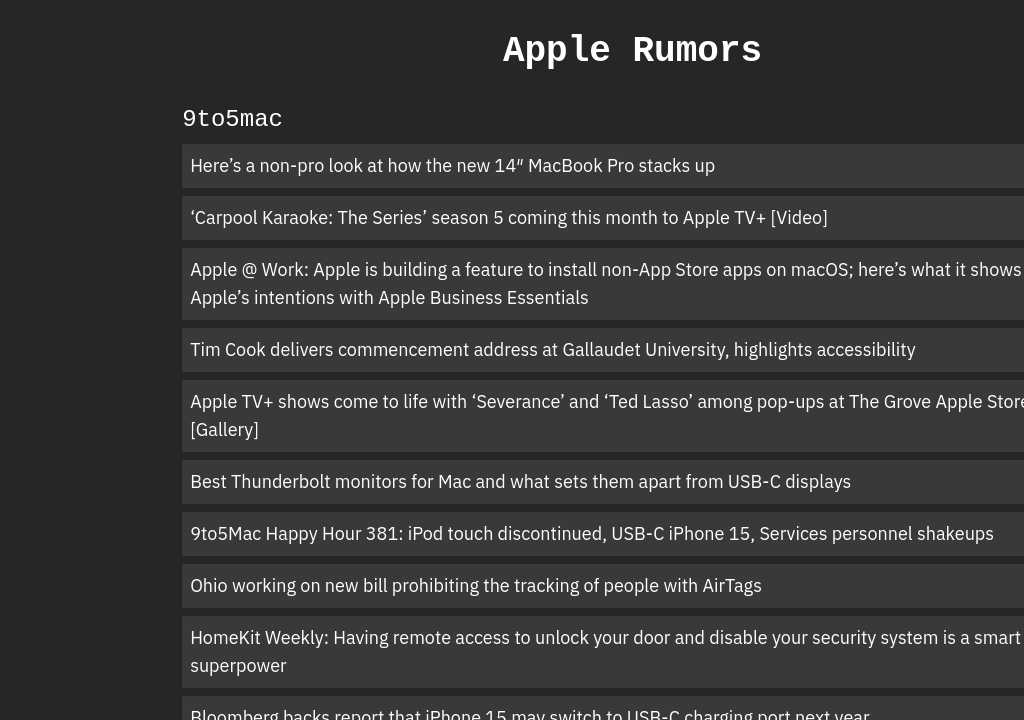 Apple Rumors
9to5mac
Here’s a non-pro look at how the new 14″ MacBook Pro stacks up
‘Carpool Karaoke: The Series’ season 5 coming this month to Apple TV+ [Video]
Apple @ Work: Apple is building a feature to install non-App Store apps on macOS; here’s what it shows
Apple’s intentions with Apple Business Essentials
Tim Cook delivers commencement address at Gallaudet University, highlights accessibility
Apple TV+ shows come to life with ‘Severance’ and ‘Ted Lasso’ among pop-ups at The Grove Apple Store
[Gallery]
Best Thunderbolt monitors for Mac and what sets them apart from USB-C displays
9to5Mac Happy Hour 381: iPod touch discontinued, USB-C iPhone 15, Services personnel shakeups
Ohio working on new bill prohibiting the tracking of people with AirTags
HomeKit Weekly: Having remote access to unlock your door and disable your security system is a smart
superpower
Bloomberg backs report that iPhone 15 may switch to USB-C charging port next year